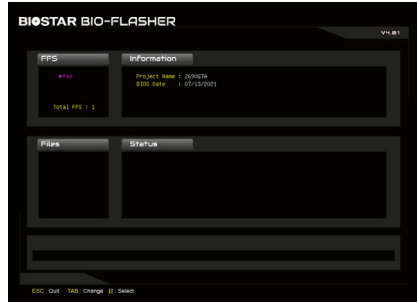 BIOSTAR BIO-FLASHER
V4.01
FFS
Information
Fs0
Project Name : Z690GTA
BIOS Date : 07/13/2021
Total FFS : 1
Files
Status
ESC : Quit TAB : Change ↕ : Select